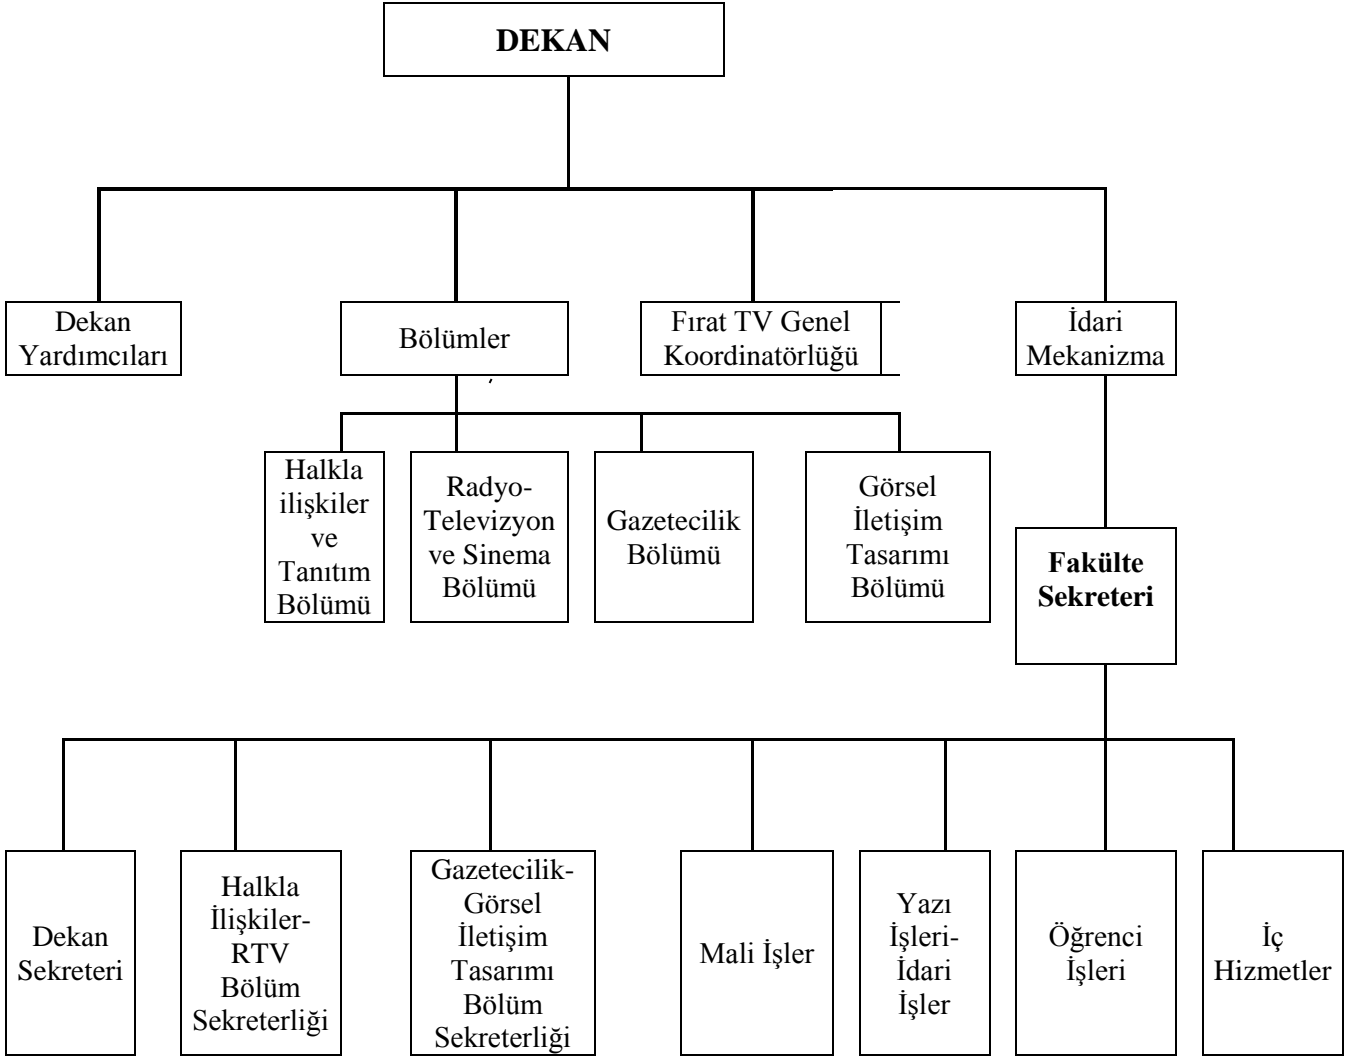 DEKAN
Dekan
Yardımcıları
Bölümler
Fırat TV Genel
Koordinatörlüğü
İdari
Mekanizma
Halkla
ilişkiler
ve
Tanıtım
Bölümü
Radyo-
Televizyon
ve Sinema
Bölümü
Gazetecilik
Bölümü
Görsel
İletişim
Tasarımı
Bölümü
Fakülte
Sekreteri
Dekan
Sekreteri
Halkla
İlişkiler-
RTV
Bölüm
Sekreterliği
Gazetecilik-
Görsel
İletişim
Tasarımı
Bölüm
Sekreterliği
Mali İşler
Yazı
İşleri-
İdari
İşler
Öğrenci
İşleri
İç
Hizmetler